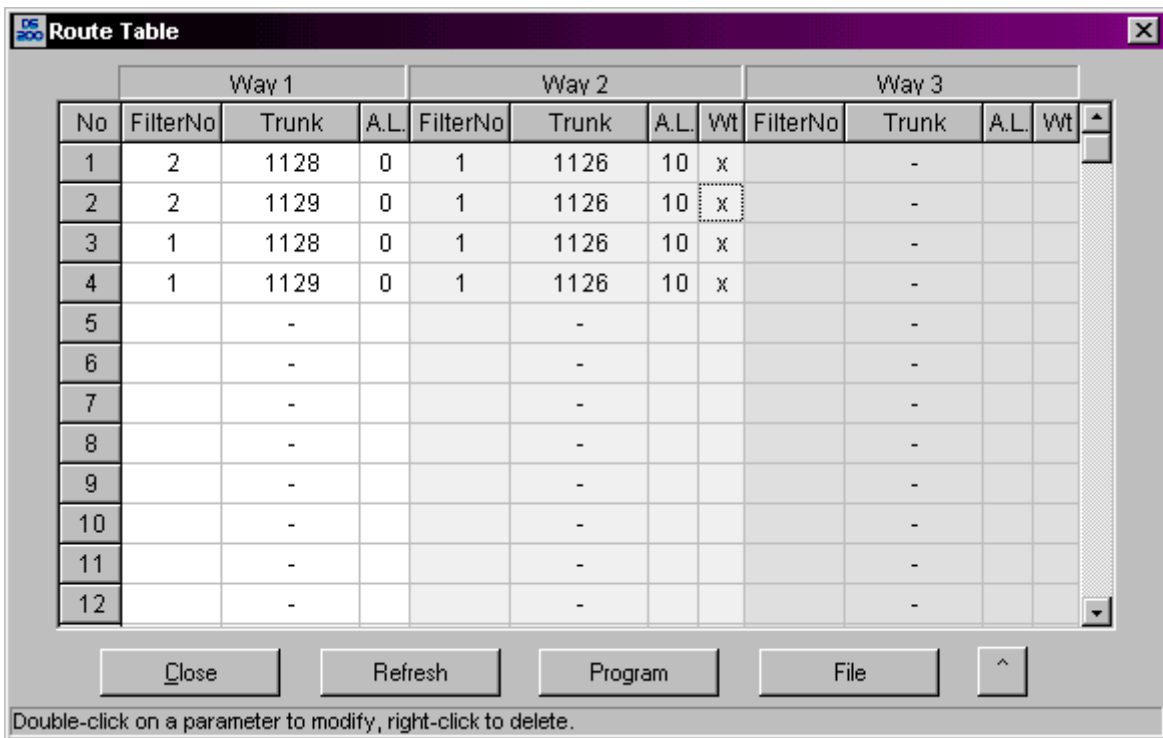 DS 200 Route Table
Way 1 Way 2 Way 3
No FilterNo Trunk A.L. FilterNo Trunk A.L. Wt FilterNo Trunk A.L. Wt
1 2 1128 0 1 1126 10 x -
2 2 1129 0 1 1126 10 x -
3 1 1128 0 1 1126 10 x -
4 1 1129 0 1 1126 10 x -
5 - - -
6 - - -
7 - - -
8 - - -
9 - - -
10 - - -
11 - - -
12 - - -
Close Refresh Program File ^
Double-click on a parameter to modify, right-click to delete.